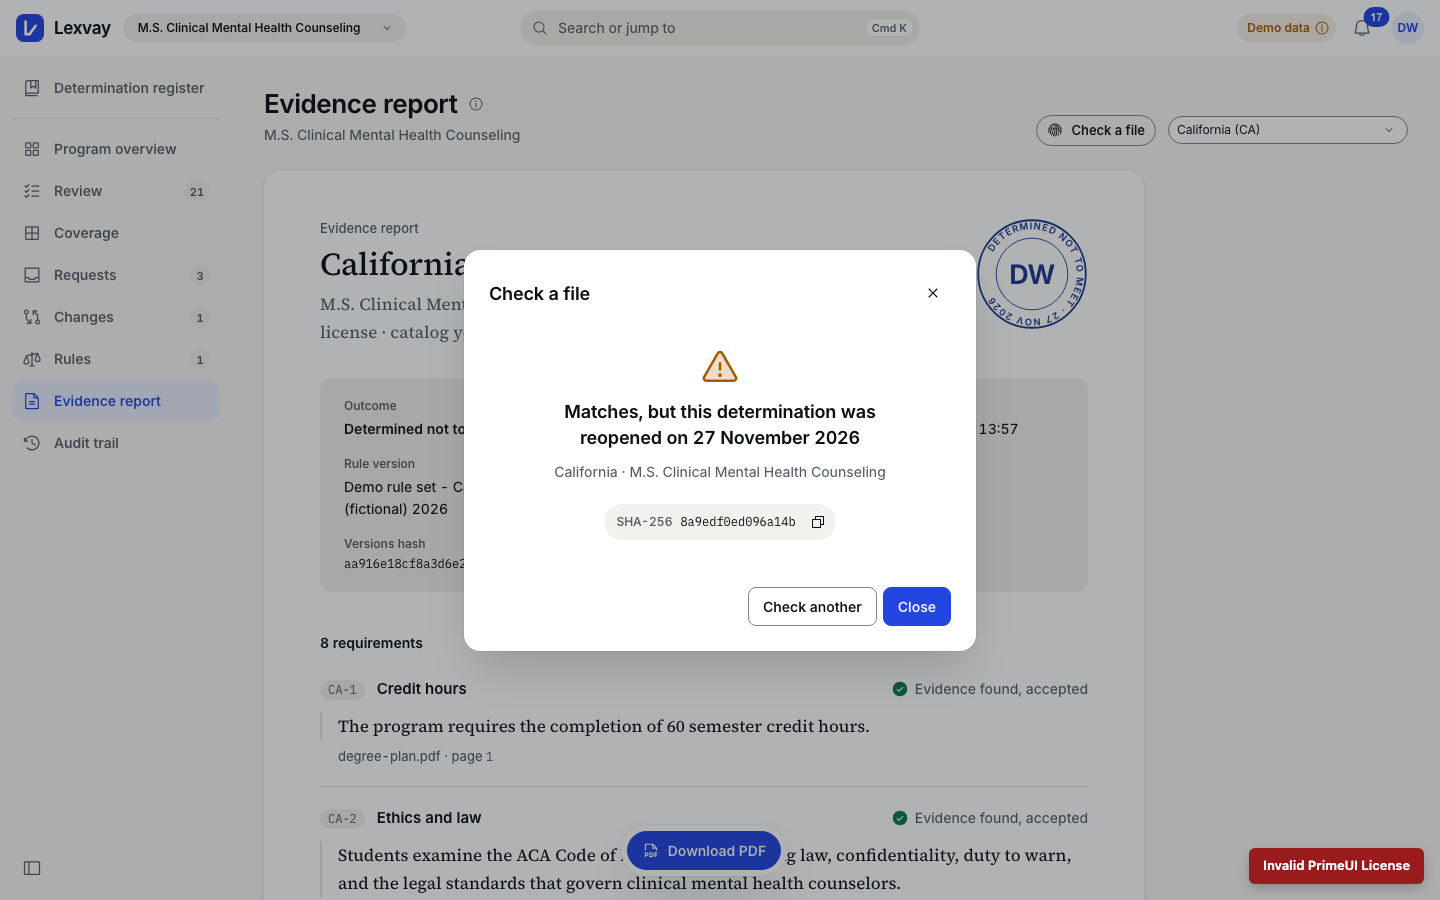 Lexvay
M.S. Clinical Mental Health Counseling
Search or jump to
Cmd K
Demo data
17
DW
Determination register
Program overview
Review
21
Coverage
Requests
3
Changes
1
Rules
1
Evidence report
Audit trail
Evidence report
M.S. Clinical Mental Health Counseling
Check a file
California (CA)
Evidence report
California
M.S. Clinical
license · catalog
DETERMINED NOT TO MEET · 27 NOV 2026
DW
Outcome
Determined not to
13:57
Rule version
Demo rule set -
(fictional) 2026
Versions hash
aa916e18cf8a3d6e2
Check a file
Matches, but this determination was
reopened on 27 November 2026
California · M.S. Clinical Mental Health Counseling
SHA-256 8a9edf0ed096a14b
Check another
Close
8 requirements
CA-1
Credit hours
Evidence found, accepted
The program requires the completion of 60 semester credit hours.
degree-plan.pdf · page 1
CA-2
Ethics and law
Evidence found, accepted
Students examine the ACA Code of
law, confidentiality, duty to warn,
and the legal standards that govern clinical mental health counselors.
PDF
Download PDF
Invalid PrimeUI License